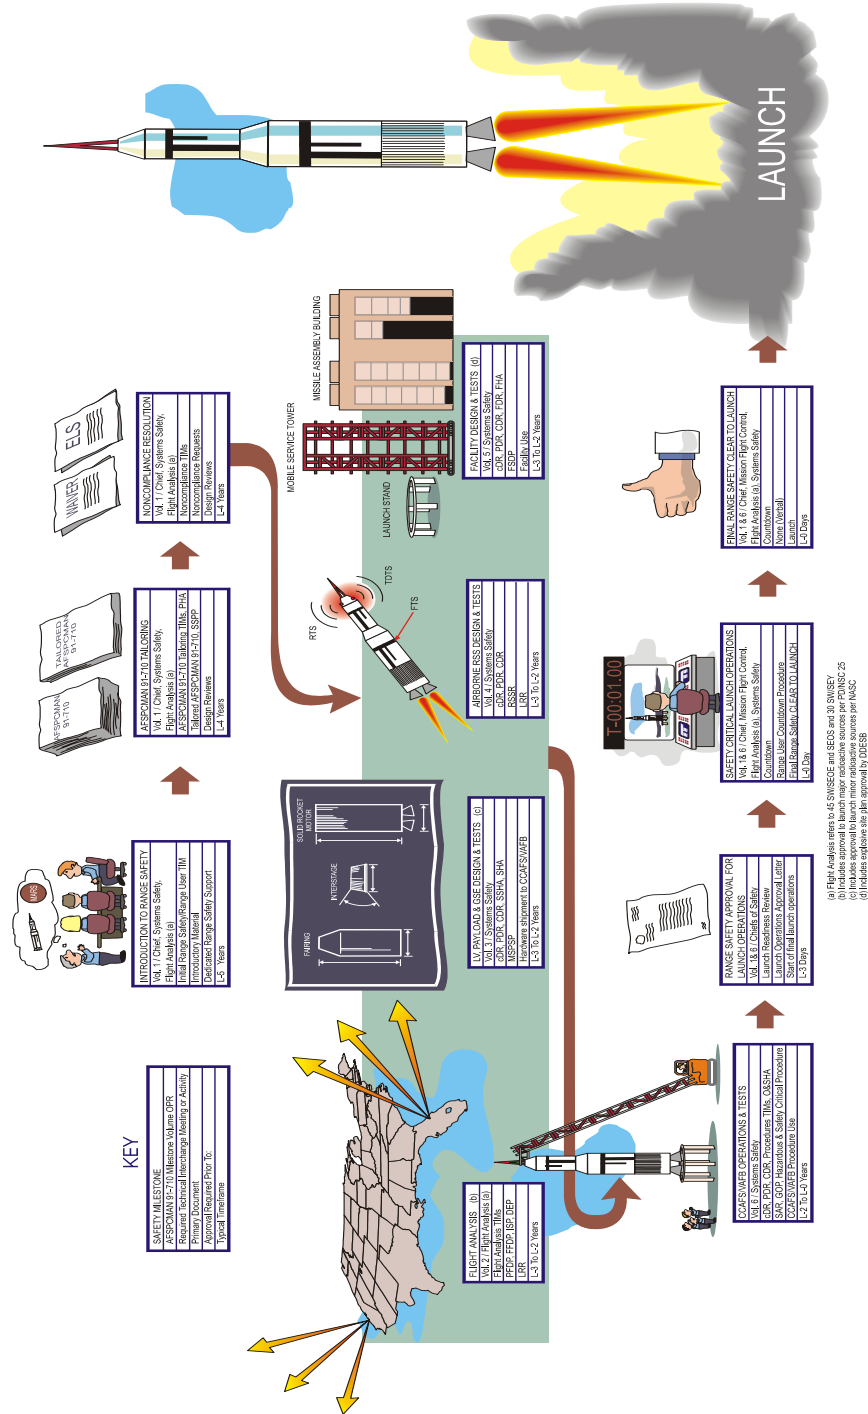 KEY
SAFETY MILESTONE
AFSPCMAN 91-710 Milestone Volume OPR
Required Technical Interchange Meeting or Activity
Primary Document
Approval Required Prior To:
Typical Timeframe
MARS
INTRODUCTION TO RANGE SAFETY
Vol. 1 / Chief, Systems Safety,
Flight Analysis (a)
Initial Range Safety/Range User TIM
Introductory Material
Dedicated Range Safety Support
L-5 Years
AFSPCMAN
91-710
TAILORED
AFSPCMAN
91-710
AFSPCMAN 91-710 TAILORING
Vol. 1 / Chief, Systems Safety,
Flight Analysis (a)
AFSPCMAN 91-710 Tailoring TIMs, PHA
Tailored AFSPCMAN 91-710, SSPP
Design Reviews
L-4 Years
WAIVER
ELS
NONCOMPLIANCE RESOLUTION
Vol. 1 / Chief, Systems Safety,
Flight Analysis (a)
Noncompliance TIMs
Noncompliance Requests
Design Reviews
L-4 Years
FLIGHT ANALYSIS (b)
Vol. 2 / Flight Analysis (a)
Flight Analysis TIMs
PFDP, FFDP, ISP, DEP
LRR
L-3 To L-2 Years
FAIRING
INTERSTAGE
SOLID ROCKET
MOTOR
LV, PAYLOAD & GSE DESIGN & TESTS (c)
Vol. 3 / Systems Safety
cDR, PDR, CDR, SSHA, SHA
MSPSP
Hardware shipment to CCAFS/VAFB
L-3 To L-2 Years
RTS
TDTS
FTS
AIRBORNE RSS DESIGN & TESTS
Vol. 4 / Systems Safety
cDR, PDR, CDR
RSSR
LRR
L-3 To L-2 Years
MOBILE SERVICE TOWER
MISSILE ASSEMBLY BUILDING
LAUNCH STAND
FACILITY DESIGN & TESTS (d)
Vol. 5 / Systems Safety
cDR, PDR, CDR, FDR, FHA
FSDP
Facility Use
L-3 To L-2 Years
CCAFS/VAFB OPERATIONS & TESTS
Vol. 6 / Systems Safety
cDR, PDR, CDR, Procedures TIMs, O&SHA
SAR, GOP, Hazardous & Safety Critical Procedure
CCAFS/VAFB Procedure Use
L-2 To L-0 Years
RANGE SAFETY APPROVAL FOR
LAUNCH OPERATIONS
Vol. 1& 6 / Chiefs of Safety
Launch Readiness Review
Launch Operations Approval Letter
Start of final launch operations
L-3 Days
T-00:01.00
SAFETY CRITICAL LAUNCH OPERATIONS
Vol. 1& 6 / Chief, Mission Flight Control,
Flight Analysis (a), Systems Safety
Countdown
Range User Countdown Procedure
Final Range Safety CLEAR TO LAUNCH
L-0 Day
FINAL RANGE SAFETY CLEAR TO LAUNCH
Vol. 1 & 6 / Chief, Mission Flight Control,
Flight Analysis (a), Systems Safety
Countdown
None (Verbal)
Launch
L-0 Days
LAUNCH
(a) Flight Analysis refers to 45 SW/SEOE and SEOS and 30 SW/SEY
(b) Includes approval to launch major radioactive sources per PD/NSC 25
(c) Includes approval to launch minor radioactive sources per NASC
(d) Includes explosive site plan approval by DDESB